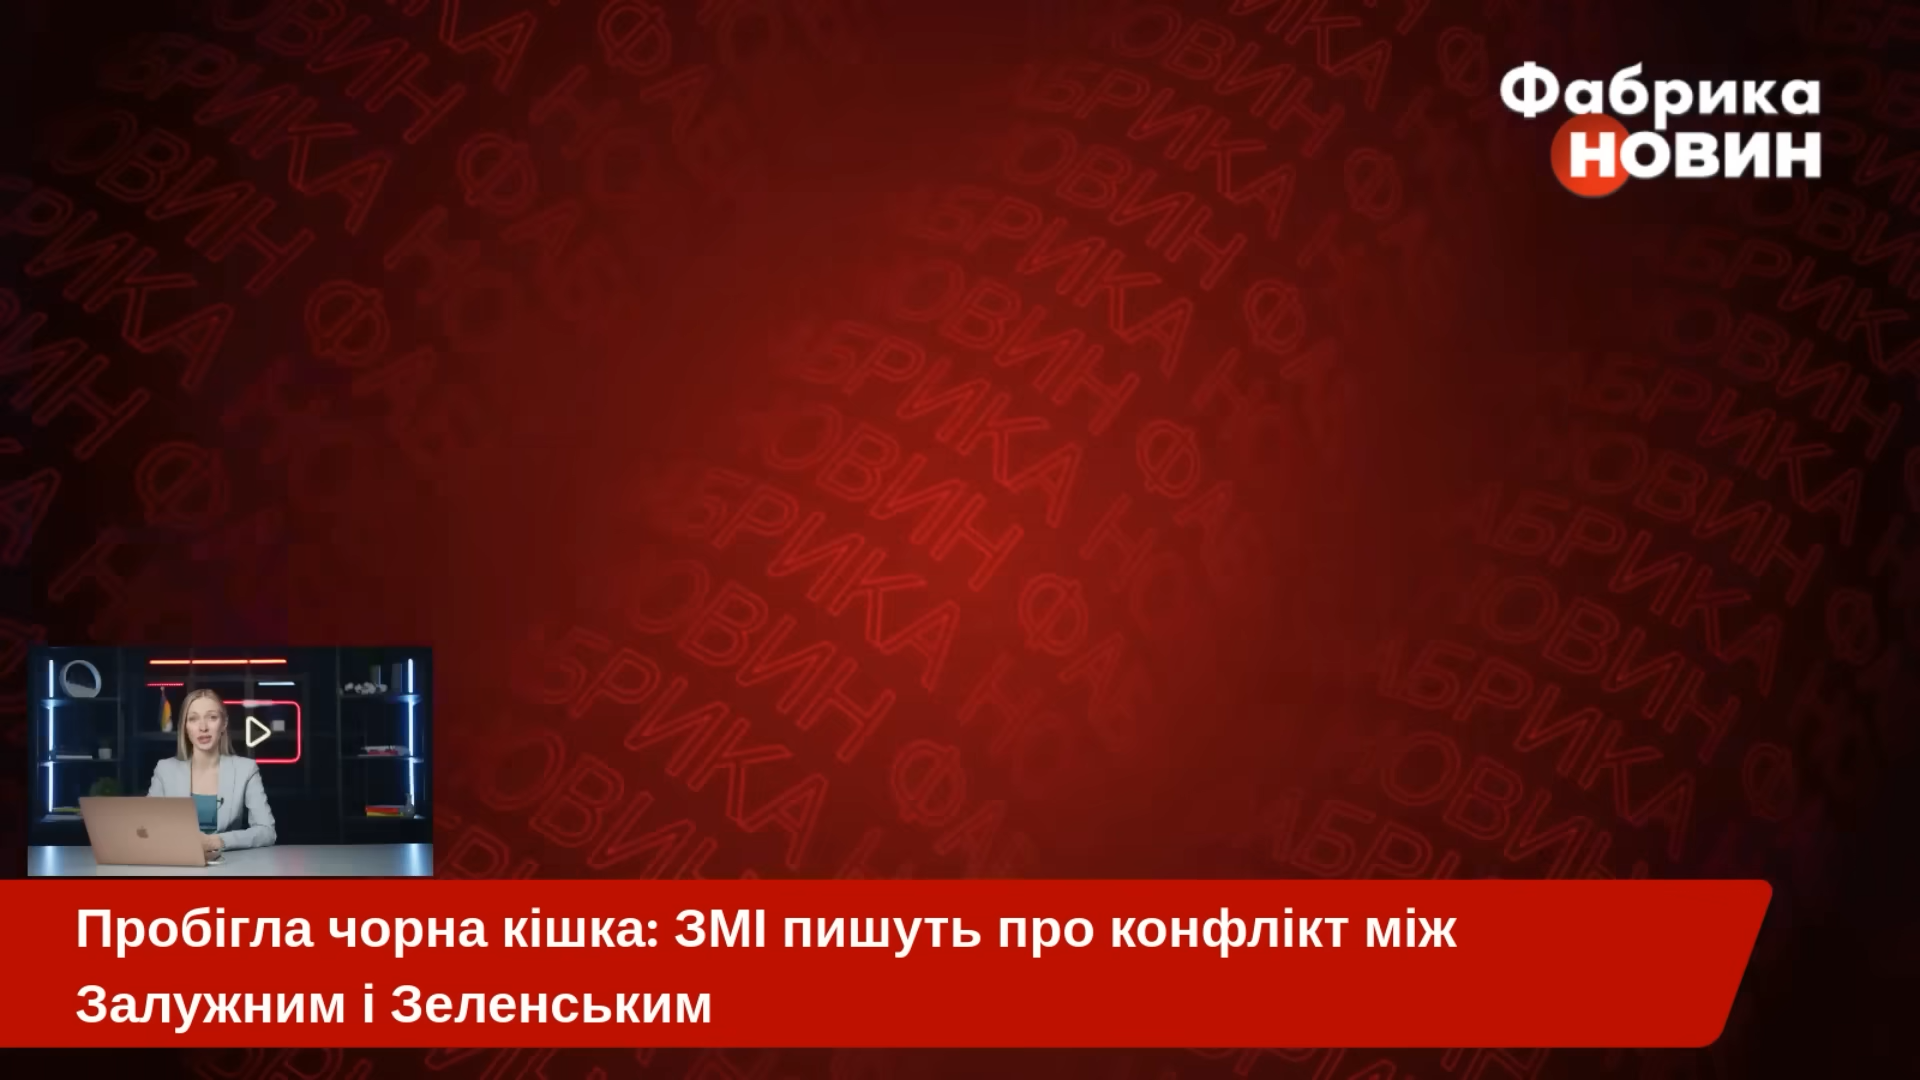 Фабрика
новин
Пробігла чорна кішка: ЗМІ пишуть про конфлікт між
Залужним і Зеленським